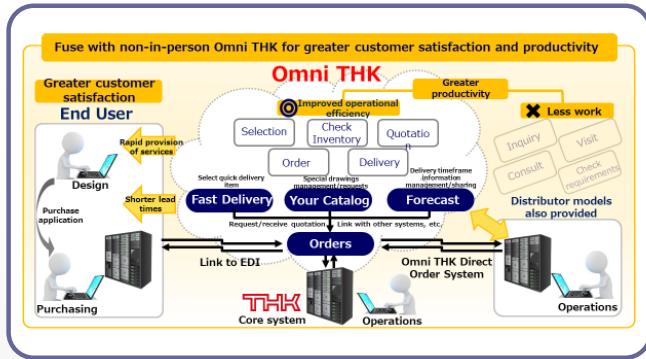 Fuse with non-in-person Omni THK for greater customer satisfaction and productivity
Omni THK
Greater customer
satisfaction
End User
Greater
productivity
Improved operational
efficiency
Less work
Selection
Check
Inventory
Quotatio
n
Order
Delivery
Inquiry
Visit
Consult
Check
requirements
Rapid provision
of services
Design
Select quick delivery
item
Special drawings
management/requests
Delivery timeframe
information
management/sharing
Fast Delivery
Your Catalog
Forecast
Distributor models
also provided
Shorter lead
times
Purchase
application
Request/receive quotation
Link with other systems, etc.
Orders
Link to EDI
Omni THK Direct
Order System
Purchasing
THK
Core system
Operations
Operations